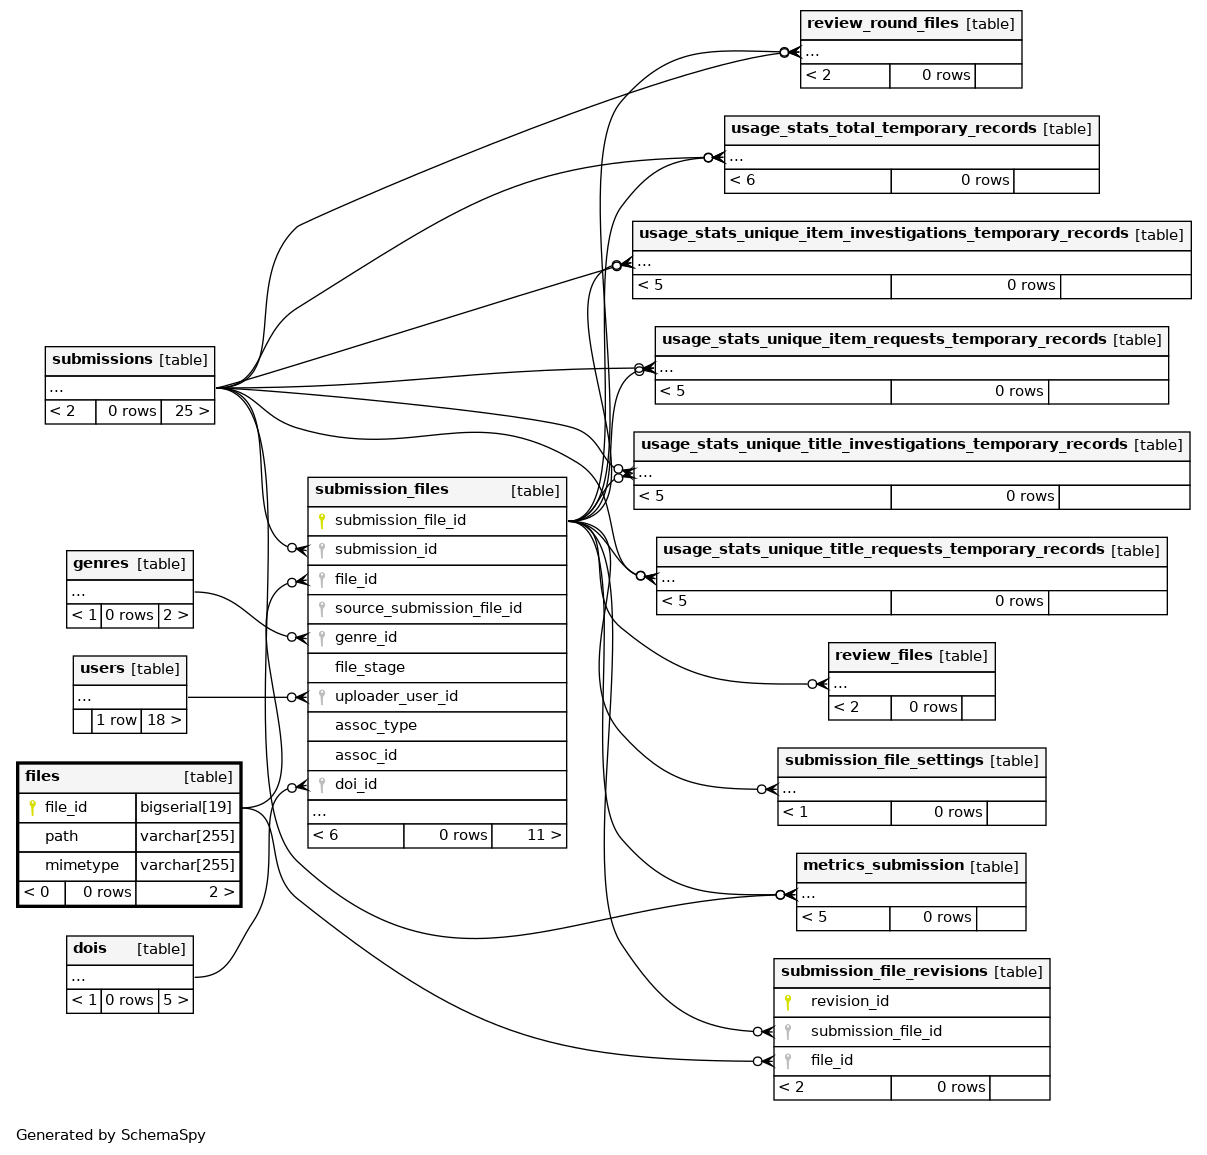 review_round_files [table]
...
< 2 0 rows
usage_stats_total_temporary_records [table]
...
< 6 0 rows
usage_stats_unique_item_investigations_temporary_records [table]
...
< 5 0 rows
usage_stats_unique_item_requests_temporary_records [table]
...
< 5 0 rows
usage_stats_unique_title_investigations_temporary_records [table]
...
< 5 0 rows
usage_stats_unique_title_requests_temporary_records [table]
...
< 5 0 rows
submissions [table]
...
< 2 0 rows 25 >
submission_files [table]
submission_file_id
submission_id
file_id
source_submission_file_id
genre_id
file_stage
uploader_user_id
assoc_type
assoc_id
doi_id
...
< 6 0 rows 11 >
genres [table]
...
< 1 0 rows 2 >
users [table]
...
1 row 18 >
files [table]
file_id bigserial[19]
path varchar[255]
mimetype varchar[255]
< 0 0 rows 2 >
dois [table]
...
< 1 0 rows 5 >
review_files [table]
...
< 2 0 rows
submission_file_settings [table]
...
< 1 0 rows
metrics_submission [table]
...
< 5 0 rows
submission_file_revisions [table]
revision_id
submission_file_id
file_id
< 2 0 rows
Generated by SchemaSpy